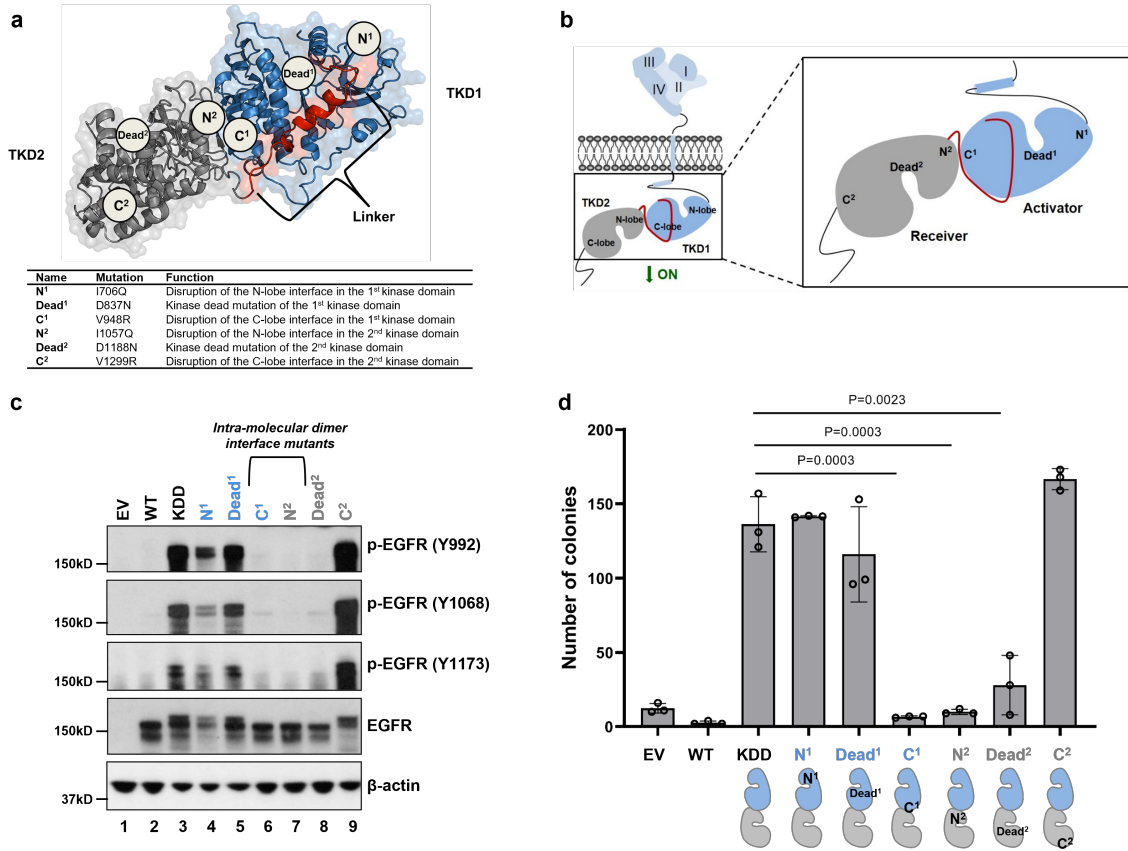 a
TKD2
TKD1
N¹
Dead¹
N²
C¹
Dead²
C²
Linker
Name Mutation Function
N¹ I706Q Disruption of the N-lobe interface in the 1st kinase domain
Dead¹ D837N Kinase dead mutation of the 1st kinase domain
C¹ V948R Disruption of the C-lobe interface in the 1st kinase domain
N² I1057Q Disruption of the N-lobe interface in the 2nd kinase domain
Dead² D1188N Kinase dead mutation of the 2nd kinase domain
C² V1299R Disruption of the C-lobe interface in the 2nd kinase domain
b
III
I
IV
II
TKD2
N-lobe
N-lobe
C-lobe
C-lobe
TKD1
ON
N¹
N²
C¹
Dead¹
Dead²
C²
Activator
Receiver
c
Intra-molecular dimer
interface mutants
EV WT KDD N¹ Dead¹ C¹ N² Dead² C²
p-EGFR (Y992)
150kD
p-EGFR (Y1068)
150kD
p-EGFR (Y1173)
150kD
EGFR
150kD
β-actin
37kD
1 2 3 4 5 6 7 8 9
d
P=0.0023
P=0.0003
P=0.0003
Number of colonies
200
150
100
50
0
EV WT KDD N¹ Dead¹ C¹ N² Dead² C²
N¹
Dead¹
C¹
N²
Dead²
C²